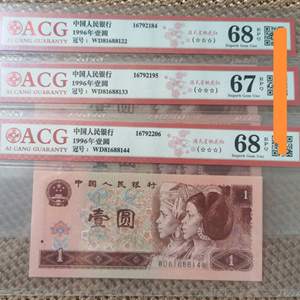 ACG
AI CANG GUARANTY
中国人民银行 16792184
1996年壹圆
冠号：WD81688122
(☆☆☆)
68 EPQ
Superb Gem Unc
ACG
AI CANG GUARANTY
中国人民银行 16792195
1996年壹圆
冠号：WD81688133
(☆☆☆)
67 EPQ
Superb Gem Unc
ACG
AI CANG GUARANTY
中国人民银行 16792206
1996年壹圆
冠号：WD81688144
(☆☆☆)
68
Superb Gem Unc
中国人民银行
1
壹圆
1
WD81688144